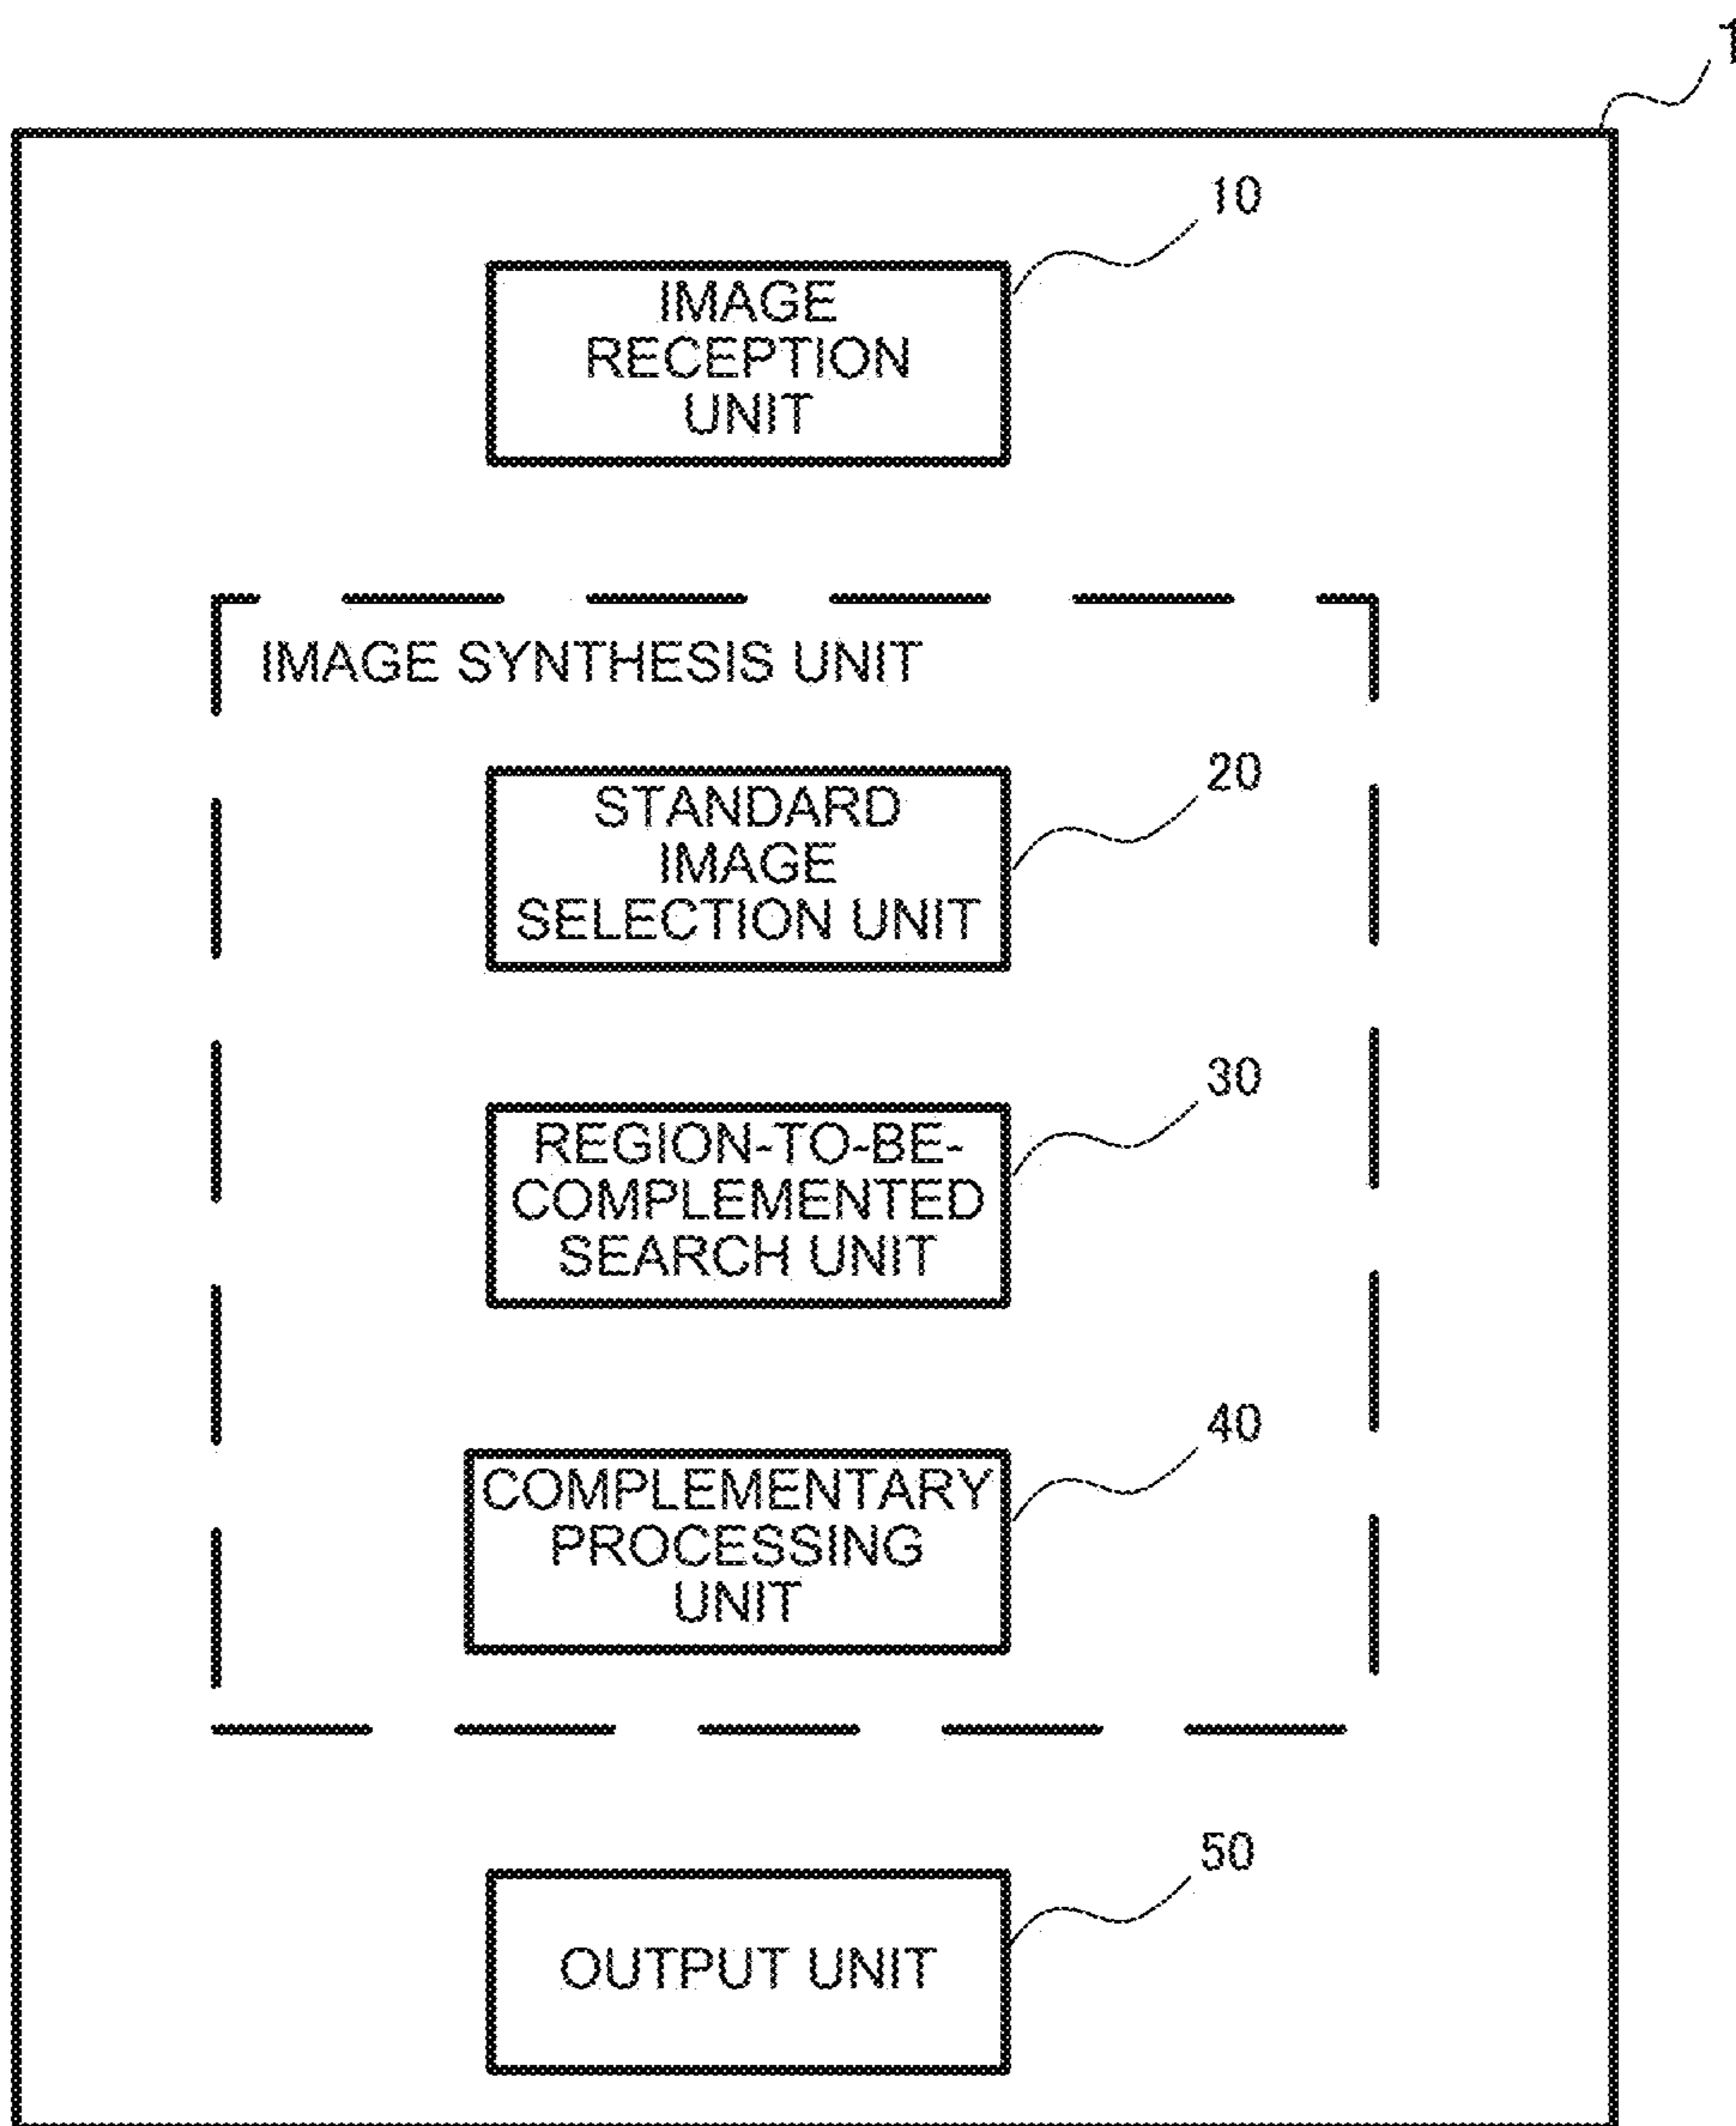 1
10
IMAGE
RECEPTION
UNIT
IMAGE SYNTHESIS UNIT
20
STANDARD
IMAGE
SELECTION UNIT
30
REGION-TO-BE-
COMPLEMENTED
SEARCH UNIT
40
COMPLEMENTARY
PROCESSING
UNIT
50
OUTPUT UNIT